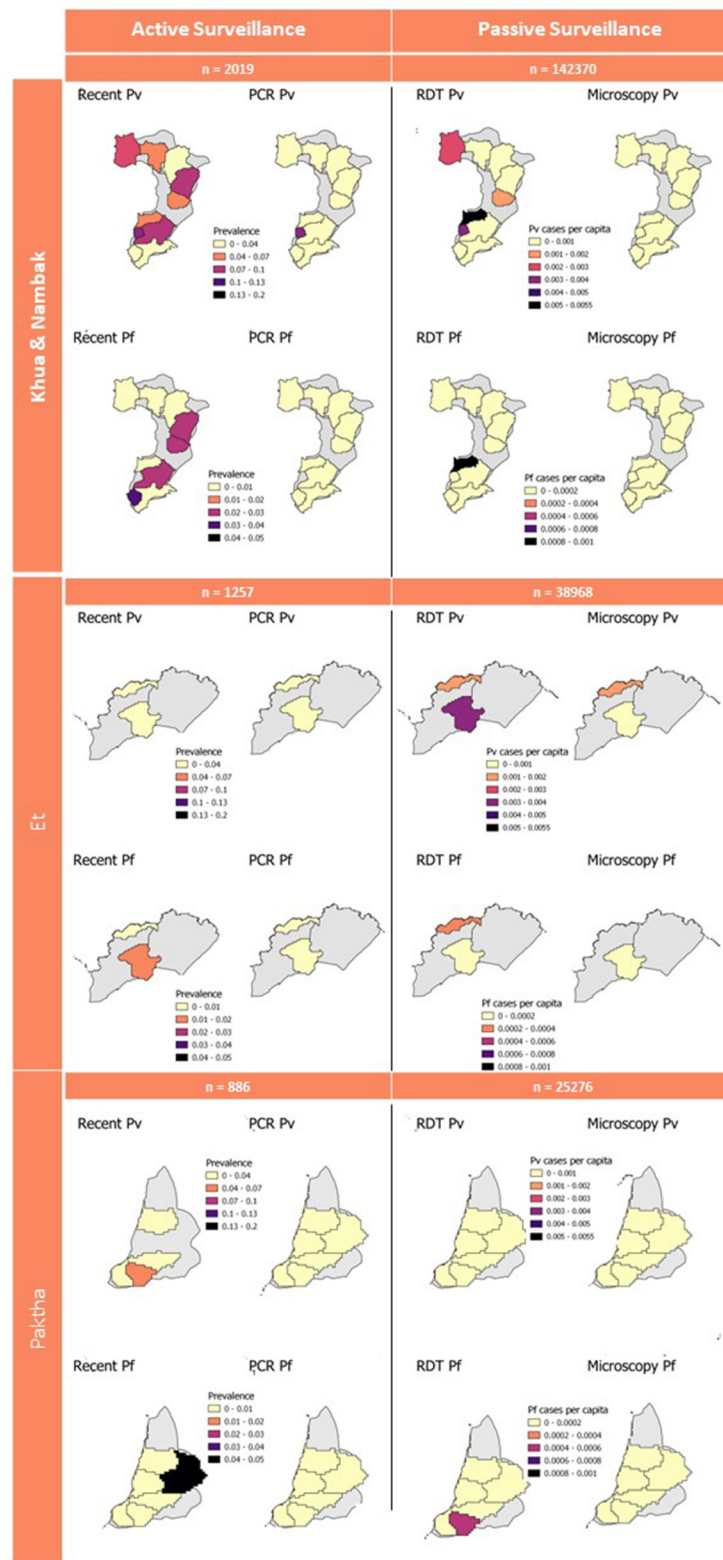 Active Surveillance
Passive Surveillance
n = 2019
n = 142370
Khua & Nambak
Recent Pv
PCR Pv
RDT Pv
Microscopy Pv
Prevalence
0 - 0.04
0.04 - 0.07
0.07 - 0.1
0.1 - 0.13
0.13 - 0.2
Pv cases per capita
0 - 0.001
0.001 - 0.002
0.002 - 0.003
0.003 - 0.004
0.004 - 0.005
0.005 - 0.0055
Recent Pf
PCR Pf
RDT Pf
Microscopy Pf
Prevalence
0 - 0.01
0.01 - 0.02
0.02 - 0.03
0.03 - 0.04
0.04 - 0.05
Pf cases per capita
0 - 0.0002
0.0002 - 0.0004
0.0004 - 0.0006
0.0006 - 0.0008
0.0008 - 0.001
n = 1257
n = 38968
Et
Recent Pv
PCR Pv
RDT Pv
Microscopy Pv
Prevalence
0 - 0.04
0.04 - 0.07
0.07 - 0.1
0.1 - 0.13
0.13 - 0.2
Pv cases per capita
0 - 0.001
0.001 - 0.002
0.002 - 0.003
0.003 - 0.004
0.004 - 0.005
0.005 - 0.0055
Recent Pf
PCR Pf
RDT Pf
Microscopy Pf
Prevalence
0 - 0.01
0.01 - 0.02
0.02 - 0.03
0.03 - 0.04
0.04 - 0.05
Pf cases per capita
0 - 0.0002
0.0002 - 0.0004
0.0004 - 0.0006
0.0006 - 0.0008
0.0008 - 0.001
n = 886
n = 25276
Paktha
Recent Pv
PCR Pv
RDT Pv
Microscopy Pv
Prevalence
0 - 0.04
0.04 - 0.07
0.07 - 0.1
0.1 - 0.13
0.13 - 0.2
Pv cases per capita
0 - 0.001
0.001 - 0.002
0.002 - 0.003
0.003 - 0.004
0.004 - 0.005
0.005 - 0.0055
Recent Pf
PCR Pf
RDT Pf
Microscopy Pf
Prevalence
0 - 0.01
0.01 - 0.02
0.02 - 0.03
0.03 - 0.04
0.04 - 0.05
Pf cases per capita
0 - 0.0002
0.0002 - 0.0004
0.0004 - 0.0006
0.0006 - 0.0008
0.0008 - 0.001